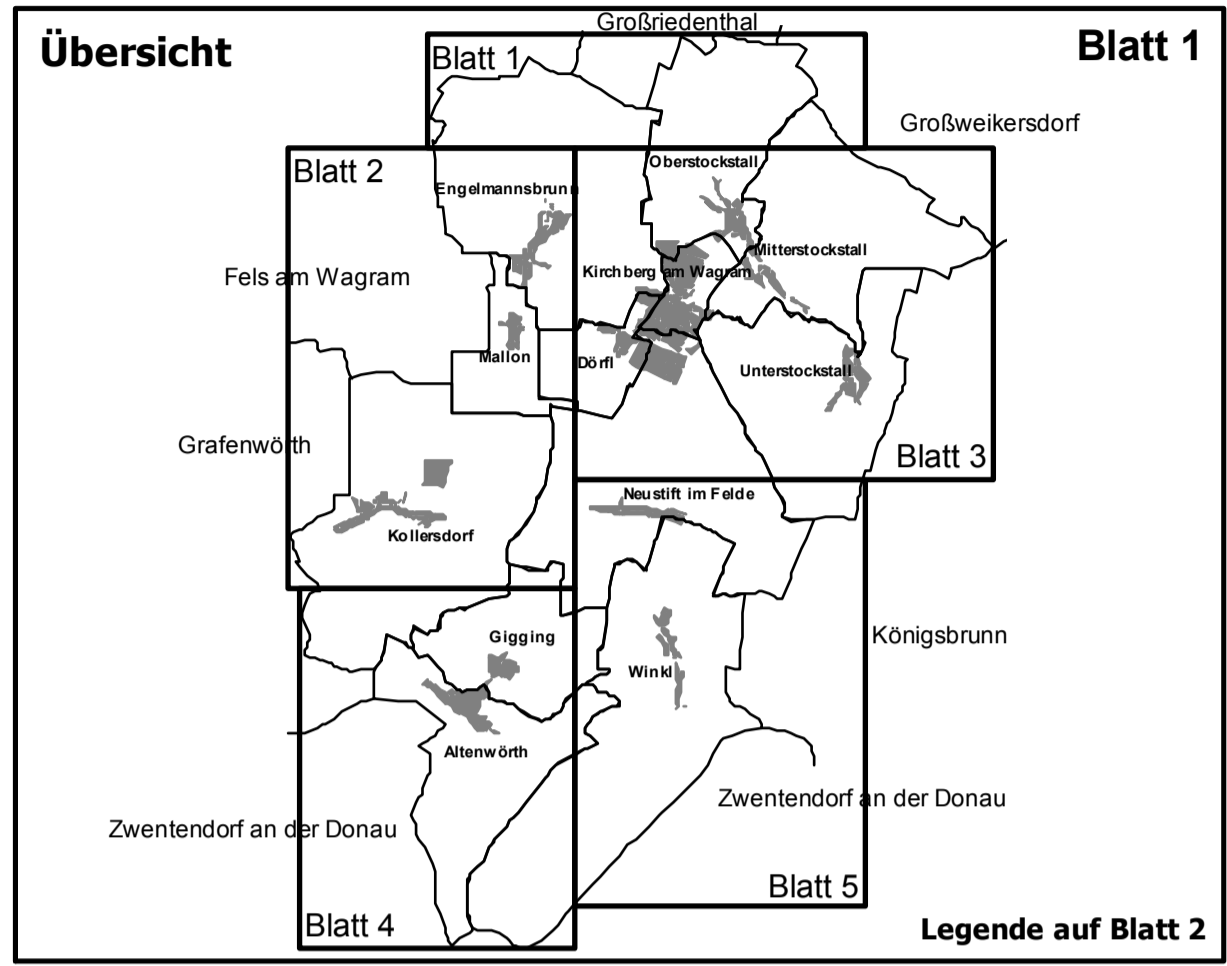 Großriedenthal
Übersicht
Blatt 1
Blatt 1
Großweikersdorf
Blatt 2
Oberstockstall
Engelmannsbrunn
Mitterstockstall
Fels am Wagram
Kirchberg am Wagram
Mallon
Dörfl
Unterstockstall
Grafenwörth
Blatt 3
Neustift im Felde
Kollersdorf
Gigging
Königsbrunn
Winkl
Altenwörth
Zwentendorf an der Donau
Zwentendorf an der Donau
Blatt 5
Blatt 4
Legende auf Blatt 2